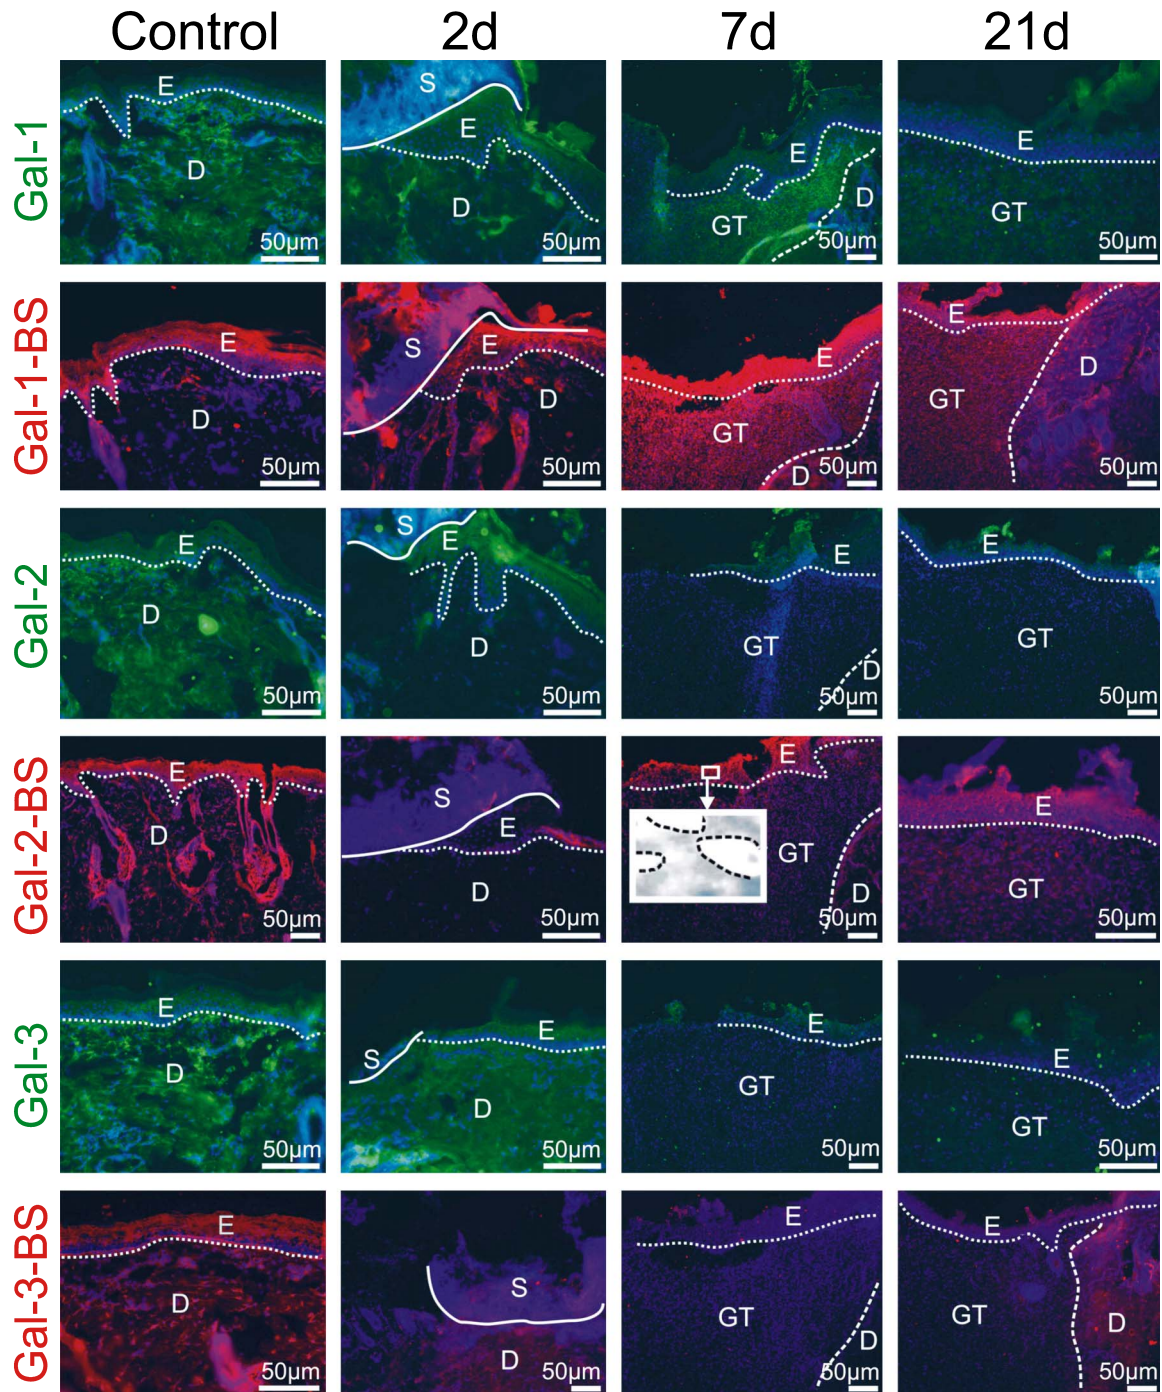 Control 2d 7d 21d
Gal-1
E D 50µm
S E D 50µm
E D GT 50µm
E GT 50µm
Gal-1-BS
E D 50µm
S E D 50µm
E GT D 50µm
E D GT 50µm
Gal-2
E D 50µm
S E D 50µm
E GT D 50µm
E GT 50µm
Gal-2-BS
E D 50µm
S E D 50µm
E GT D 50µm
E GT 50µm
Gal-3
E D 50µm
E S D 50µm
E GT 50µm
E GT 50µm
Gal-3-BS
E D 50µm
S D 50µm
E GT D 50µm
E GT D 50µm